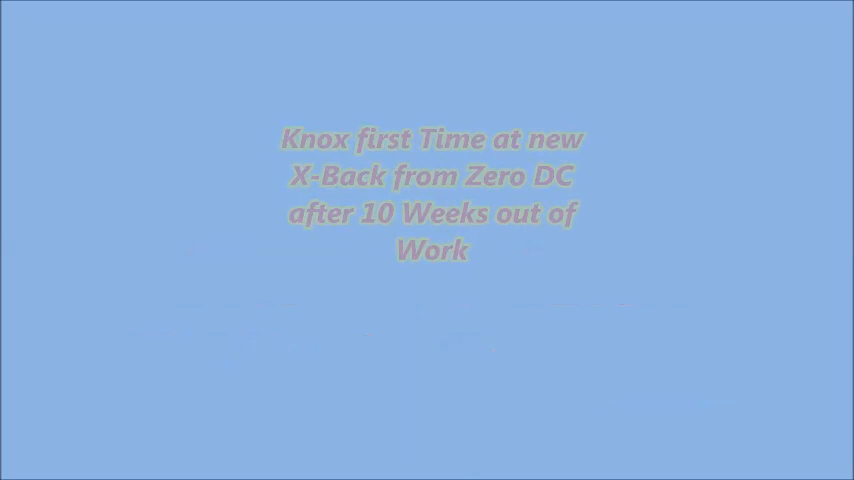 Knox first Time at new
X-Back from Zero DC
after 10 Weeks out of
Work